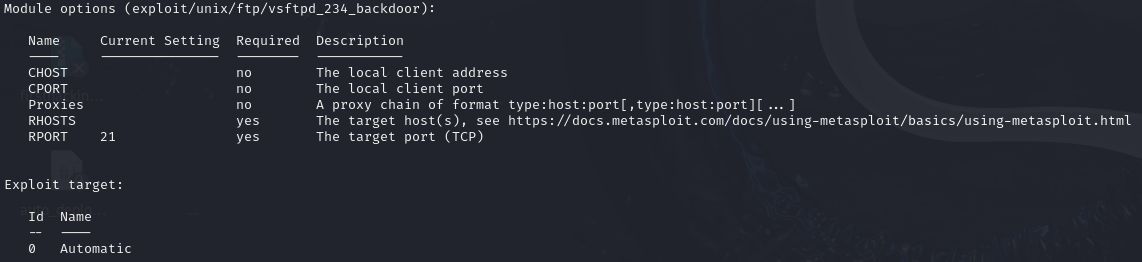 Module options (exploit/unix/ftp/vsftpd_234_backdoor):
Name Current Setting Required Description
CHOST no The local client address
CPORT no The local client port
Proxies no A proxy chain of format type:host:port[,type:host:port][...]
RHOSTS yes The target host(s), see https://docs.metasploit.com/docs/using-metasploit/basics/using-metasploit.html
RPORT 21 yes The target port (TCP)
Exploit target:
Id Name
-- ----
0 Automatic